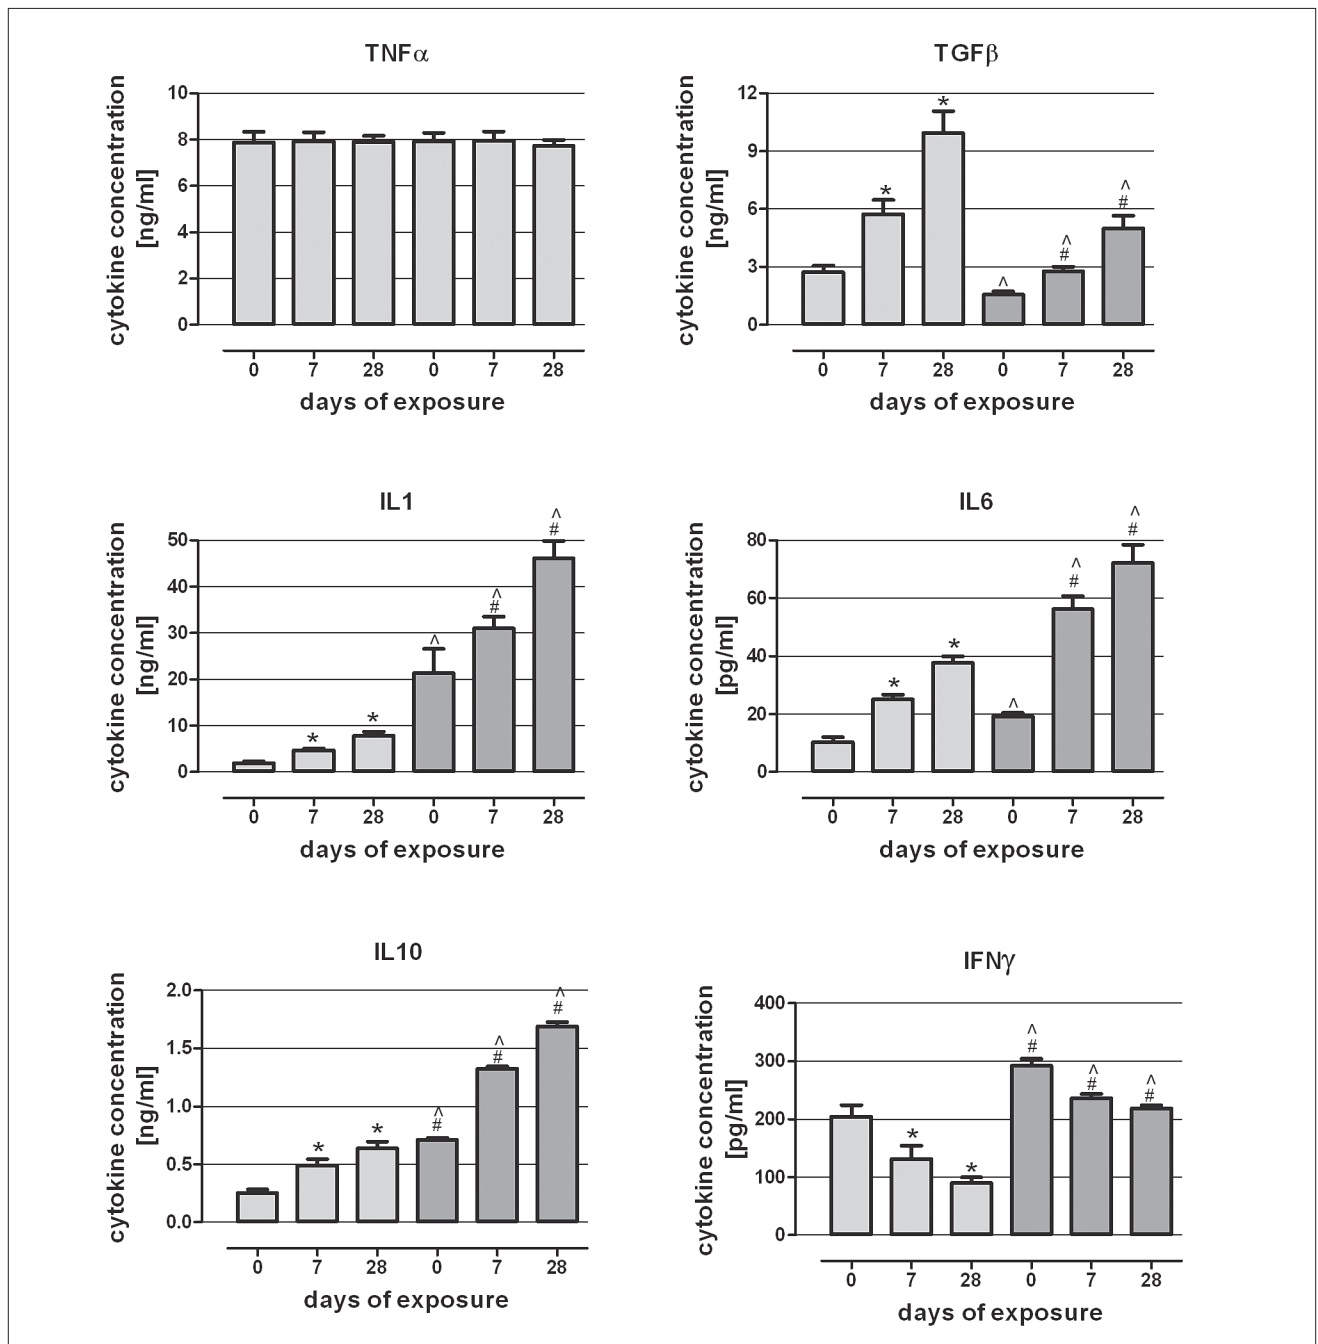 TNFα
cytokine concentration
[ng/ml]
10
8
6
4
2
0
0 7 28 0 7 28
days of exposure
TGFβ
cytokine concentration
[ng/ml]
12
9
6
3
0
* * ^ ^ # ^ #
0 7 28 0 7 28
days of exposure
IL1
cytokine concentration
[ng/ml]
50
40
30
20
10
0
* * ^ ^ # ^ #
0 7 28 0 7 28
days of exposure
IL6
cytokine concentration
[pg/ml]
80
60
40
20
0
* * ^ ^ # ^ #
0 7 28 0 7 28
days of exposure
IL10
cytokine concentration
[ng/ml]
2.0
1.5
1.0
0.5
0.0
* * ^ # ^ # ^ #
0 7 28 0 7 28
days of exposure
IFNγ
cytokine concentration
[pg/ml]
400
300
200
100
0
* * ^ # ^ # ^ #
0 7 28 0 7 28
days of exposure